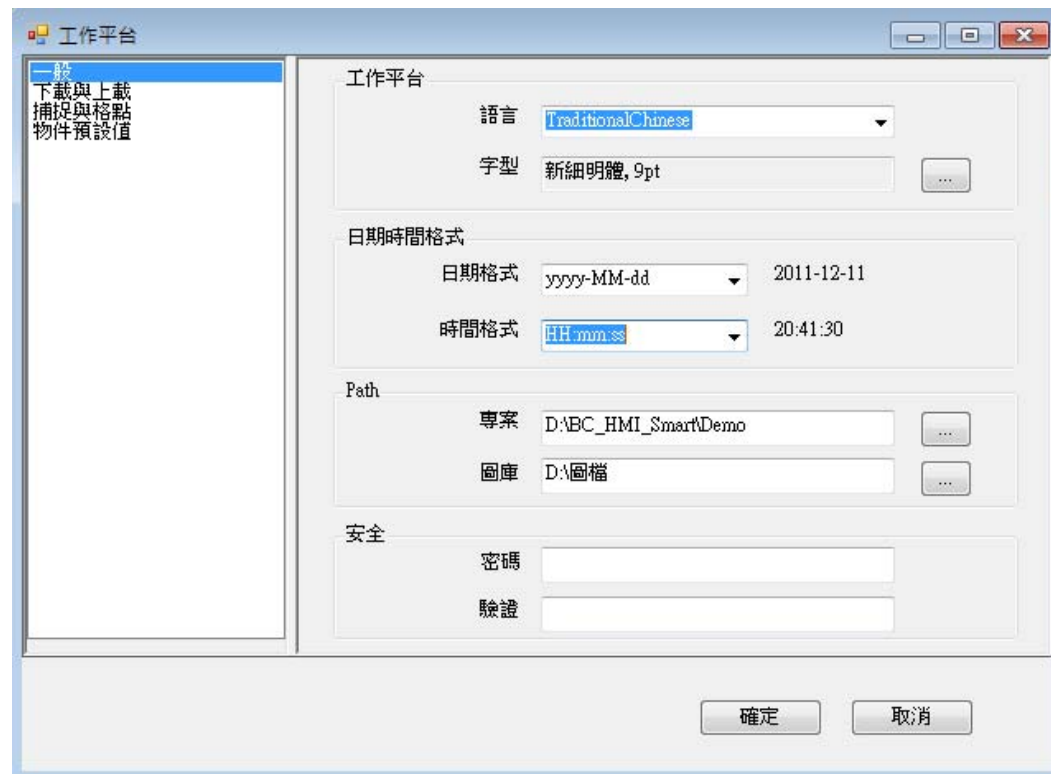 工作平台
一般
下載與上載
捕捉與格點
物件預設值
工作平台
語言 TraditionalChinese
字型 新細明體, 9pt ...
日期時間格式
日期格式 yyyy-MM-dd 2011-12-11
時間格式 HH:mm:ss 20:41:30
Path
專案 D:\BC_HMI_Smart\Demo ...
圖庫 D:\圖檔 ...
安全
密碼
驗證
確定 取消